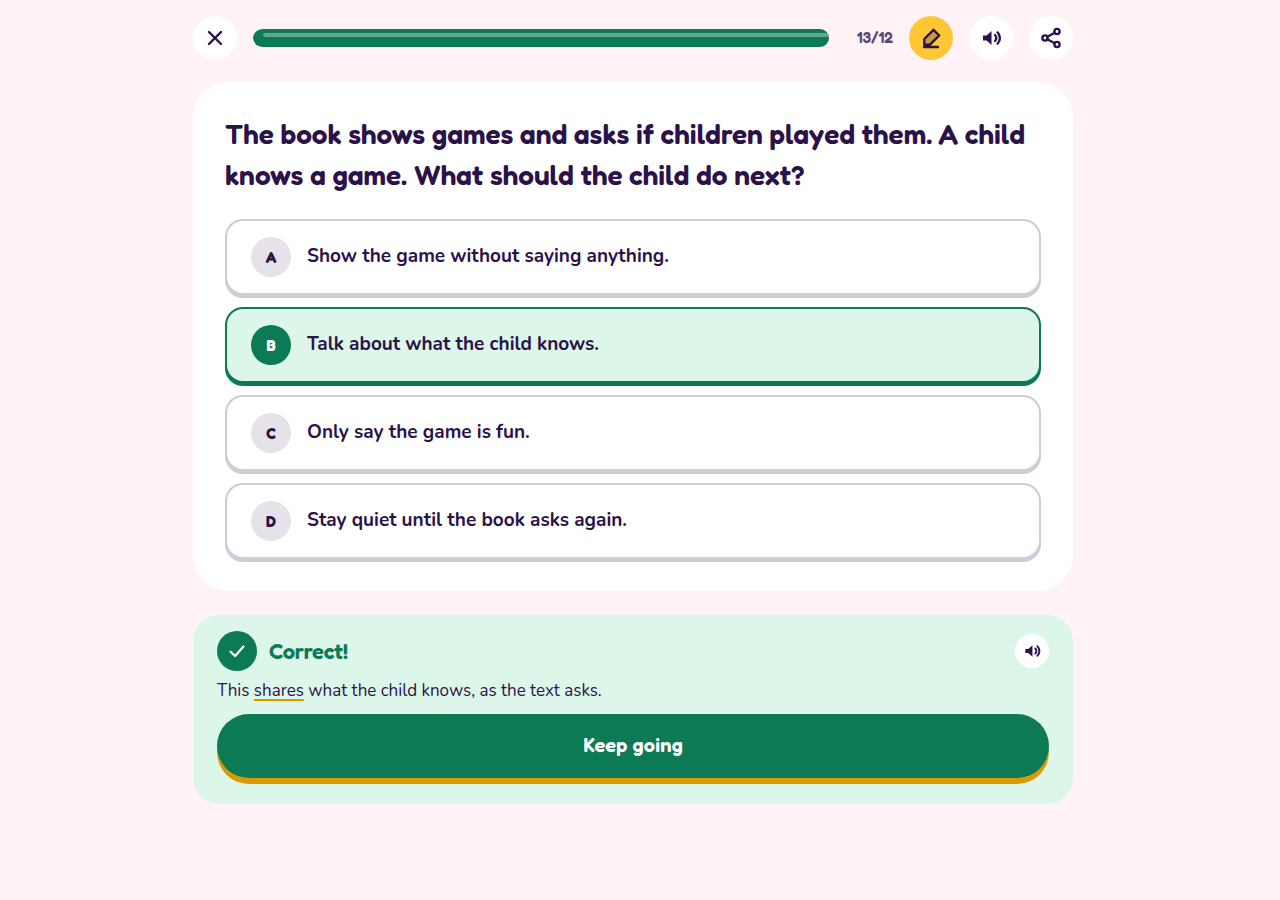 13/12
The book shows games and asks if children played them. A child
knows a game. What should the child do next?
A Show the game without saying anything.
B Talk about what the child knows.
C Only say the game is fun.
D Stay quiet until the book asks again.
Correct!
This shares what the child knows, as the text asks.
Keep going